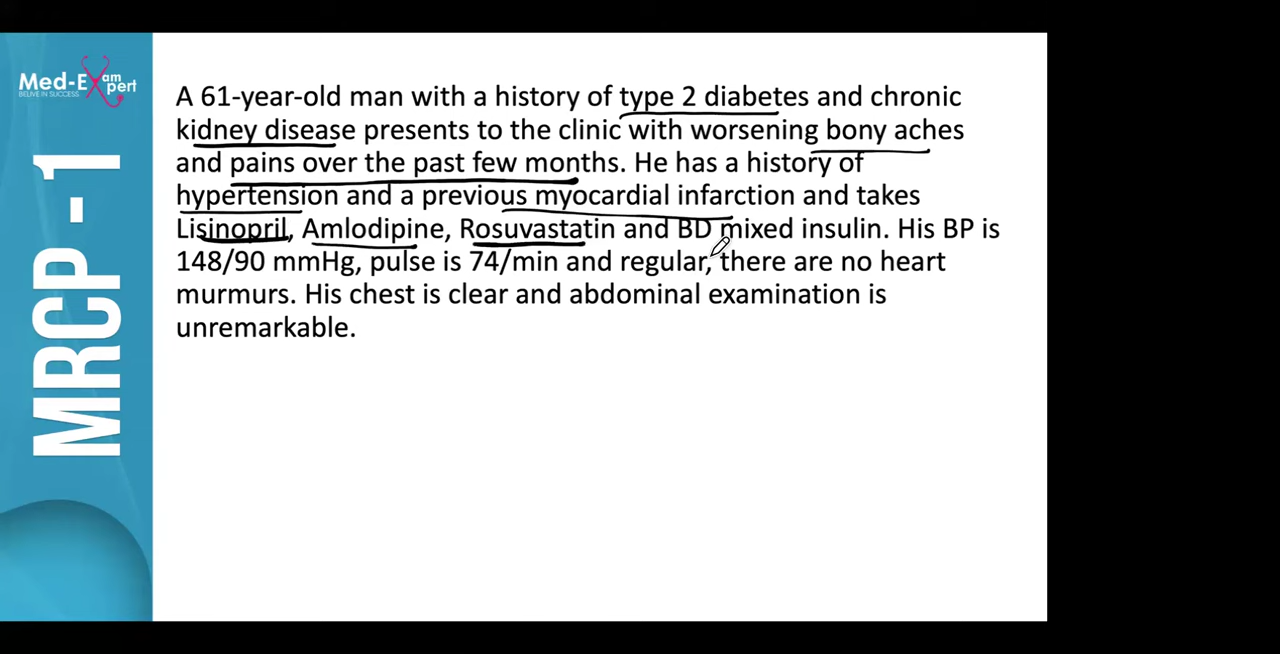 Med-Exam
pert
BELIVE IN SUCCESS
MRCP -1
A 61-year-old man with a history of type 2 diabetes and chronic
kidney disease presents to the clinic with worsening bony aches
and pains over the past few months. He has a history of
hypertension and a previous myocardial infarction and takes
Lisinopril, Amlodipine, Rosuvastatin and BD mixed insulin. His BP is
148/90 mmHg, pulse is 74/min and regular, there are no heart
murmurs. His chest is clear and abdominal examination is
unremarkable.